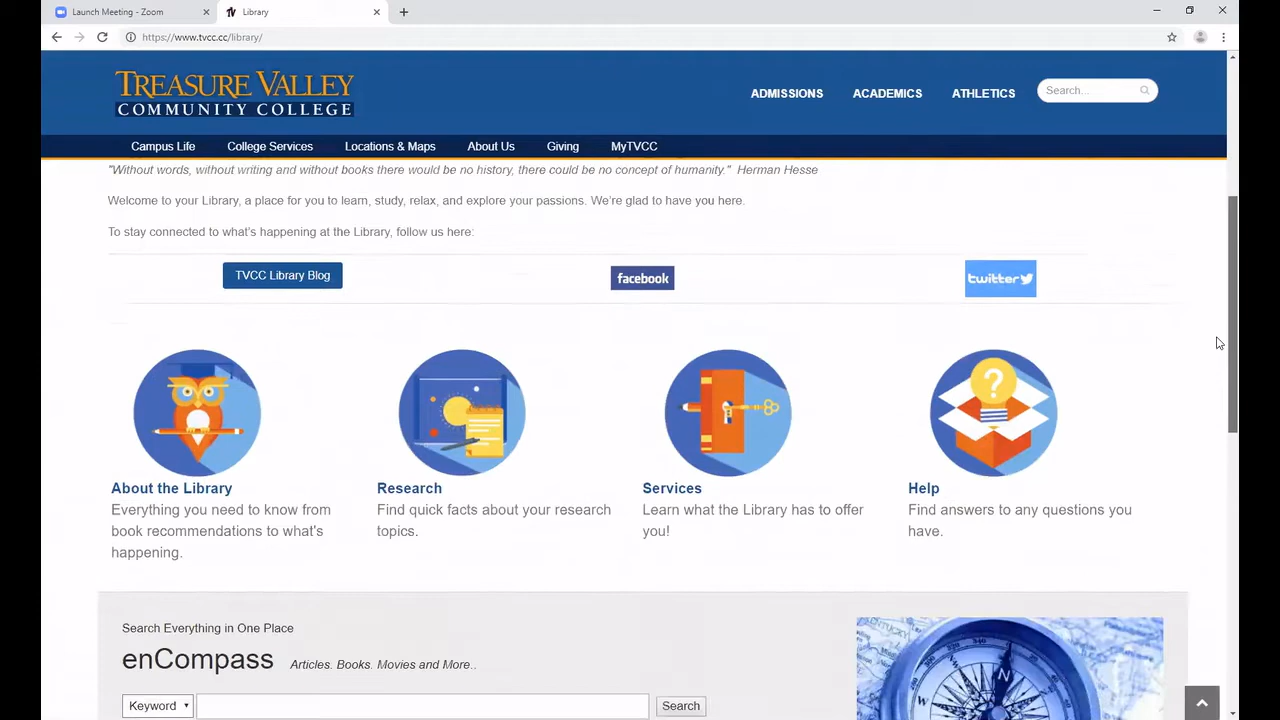 Launch Meeting - Zoom
Library
https://www.tvcc.cc/library/
TREASURE VALLEY
COMMUNITY COLLEGE
ADMISSIONS
ACADEMICS
ATHLETICS
Search...
Campus Life
College Services
Locations & Maps
About Us
Giving
MyTVCC
"Without words, without writing and without books there would be no history, there could be no concept of humanity." Herman Hesse
Welcome to your Library, a place for you to learn, study, relax, and explore your passions. We're glad to have you here.
To stay connected to what's happening at the Library, follow us here:
TVCC Library Blog
facebook
twitter
About the Library
Everything you need to know from
book recommendations to what's
happening.
Research
Find quick facts about your research
topics.
Services
Learn what the Library has to offer
you!
Help
Find answers to any questions you
have.
Search Everything in One Place
enCompass Articles. Books. Movies and More..
Keyword
Search
N